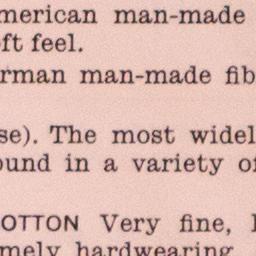 merican man-made
ft feel.
rman man-made fib
se). The most widel
ound in a variety of
OTTON Very fine,
mely hardwearing